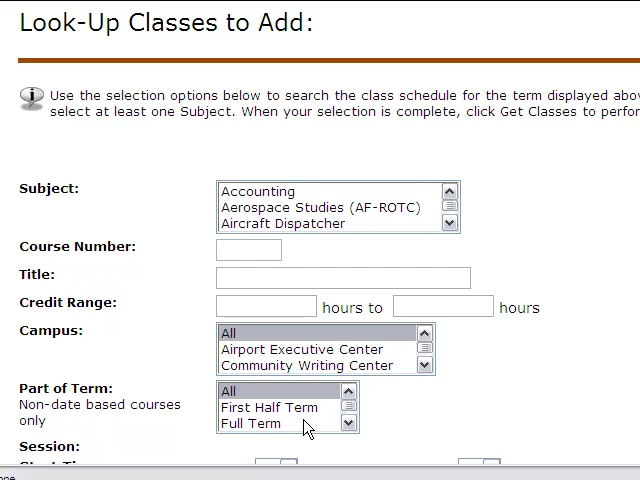 Look-Up Classes to Add:
Use the selection options below to search the class schedule for the term displayed
select at least one Subject. When your selection is complete, click Get Classes to
Subject:
Accounting
Aerospace Studies (AF-ROTC)
Aircraft Dispatcher
Course Number:
Title:
Credit Range:
hours to
hours
Campus:
All
Airport Executive Center
Community Writing Center
Part of Term:
Non-date based courses
only
All
First Half Term
Full Term
Session: